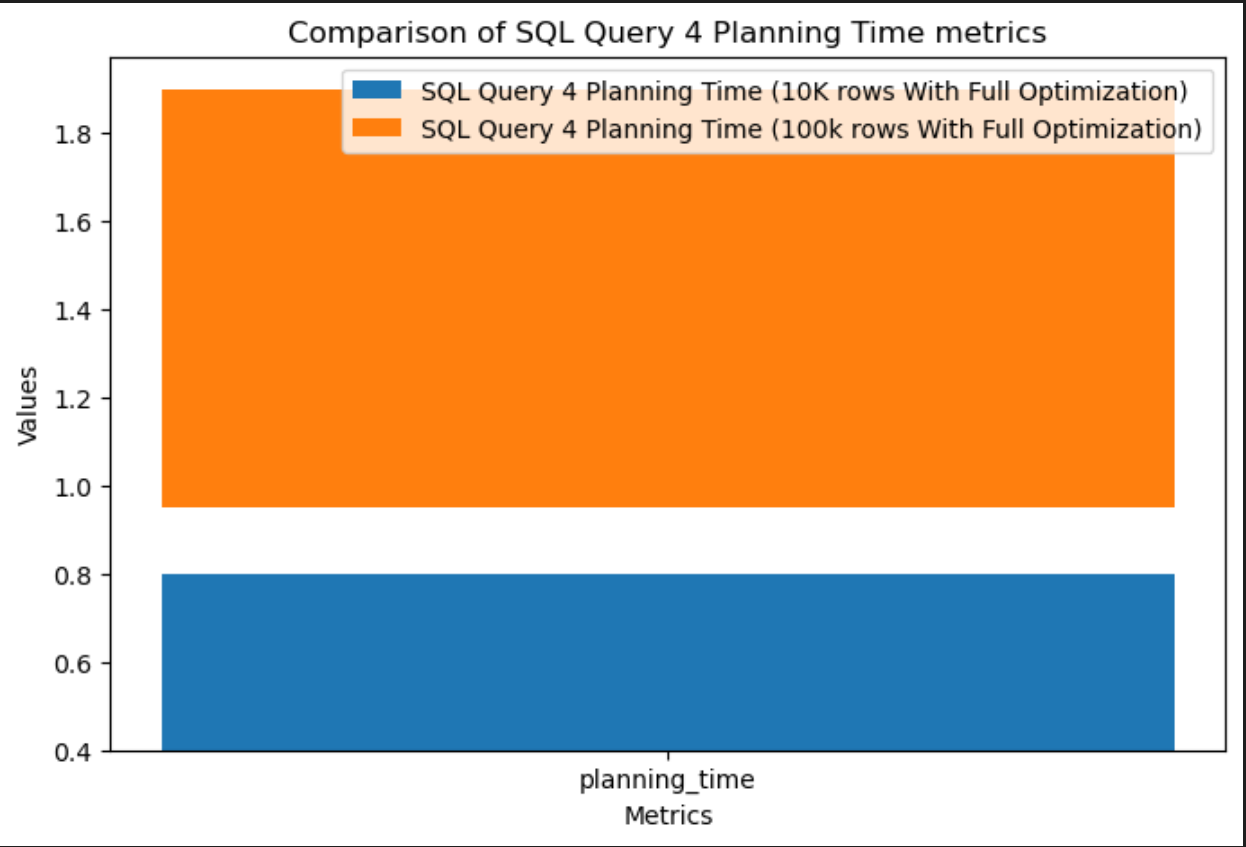 Comparison of SQL Query 4 Planning Time metrics
SQL Query 4 Planning Time (10K rows With Full Optimization)
SQL Query 4 Planning Time (100k rows With Full Optimization)
1.8
1.6
1.4
1.2
1.0
0.8
0.6
0.4
Values
planning_time
Metrics